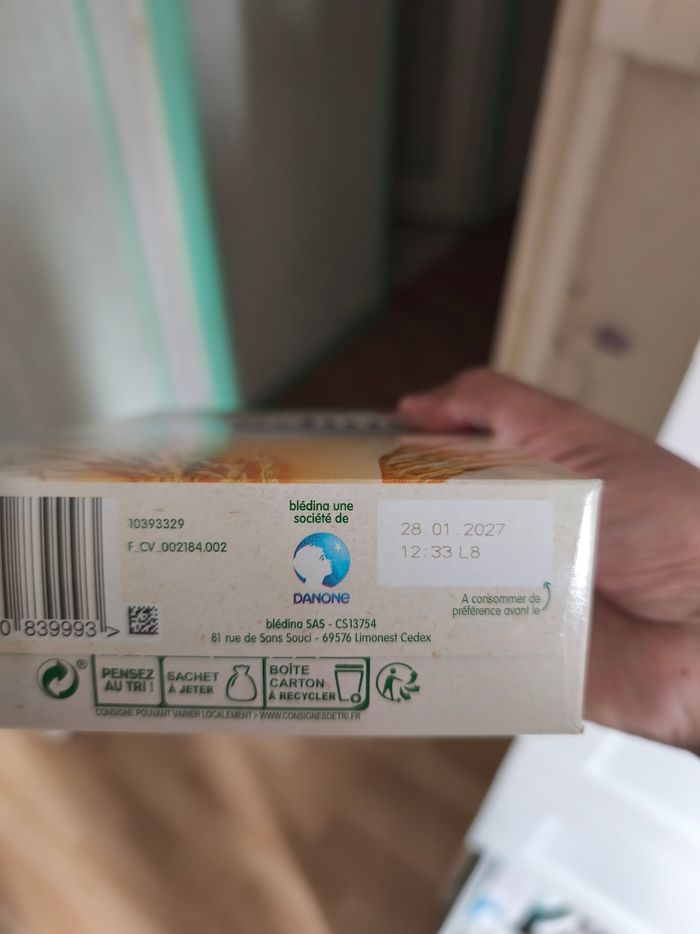 10393329
F_CV_002184.002
blédina une
société de
DANONE
28 01.2027
12:33 L8
A consommer de
préférence avant le
0 839993 >
blédina SAS - CS13754
81 rue de Sans Souci - 69576 Limonest Cedex
PENSEZ
AU TRI !
SACHET
À JETER
BOÎTE
CARTON
À RECYCLER
CONSIGNE POUVANT VARIER LOCALEMENT > WWW.CONSIGNESDETRI.FR